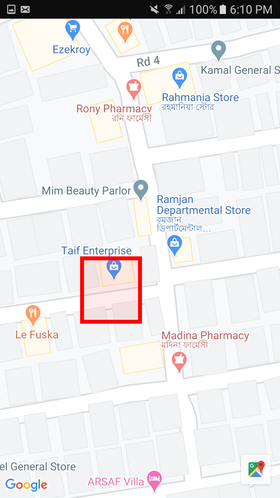 100% 6:10 PM
Ezekroy
Rd 4
Kamal General S
Rahmania Store
রহমানিয়া স্টোর
Rony Pharmacy
রনি ফার্মেসী
Mim Beauty Parlor
Ramjan
Departmental Store
রমজান
ডিপার্টমেন্টাল...
Taif Enterprise
Le Fuska
Madina Pharmacy
মদিনা ফার্মেসী
el General Store
ARSAF Villa
Google